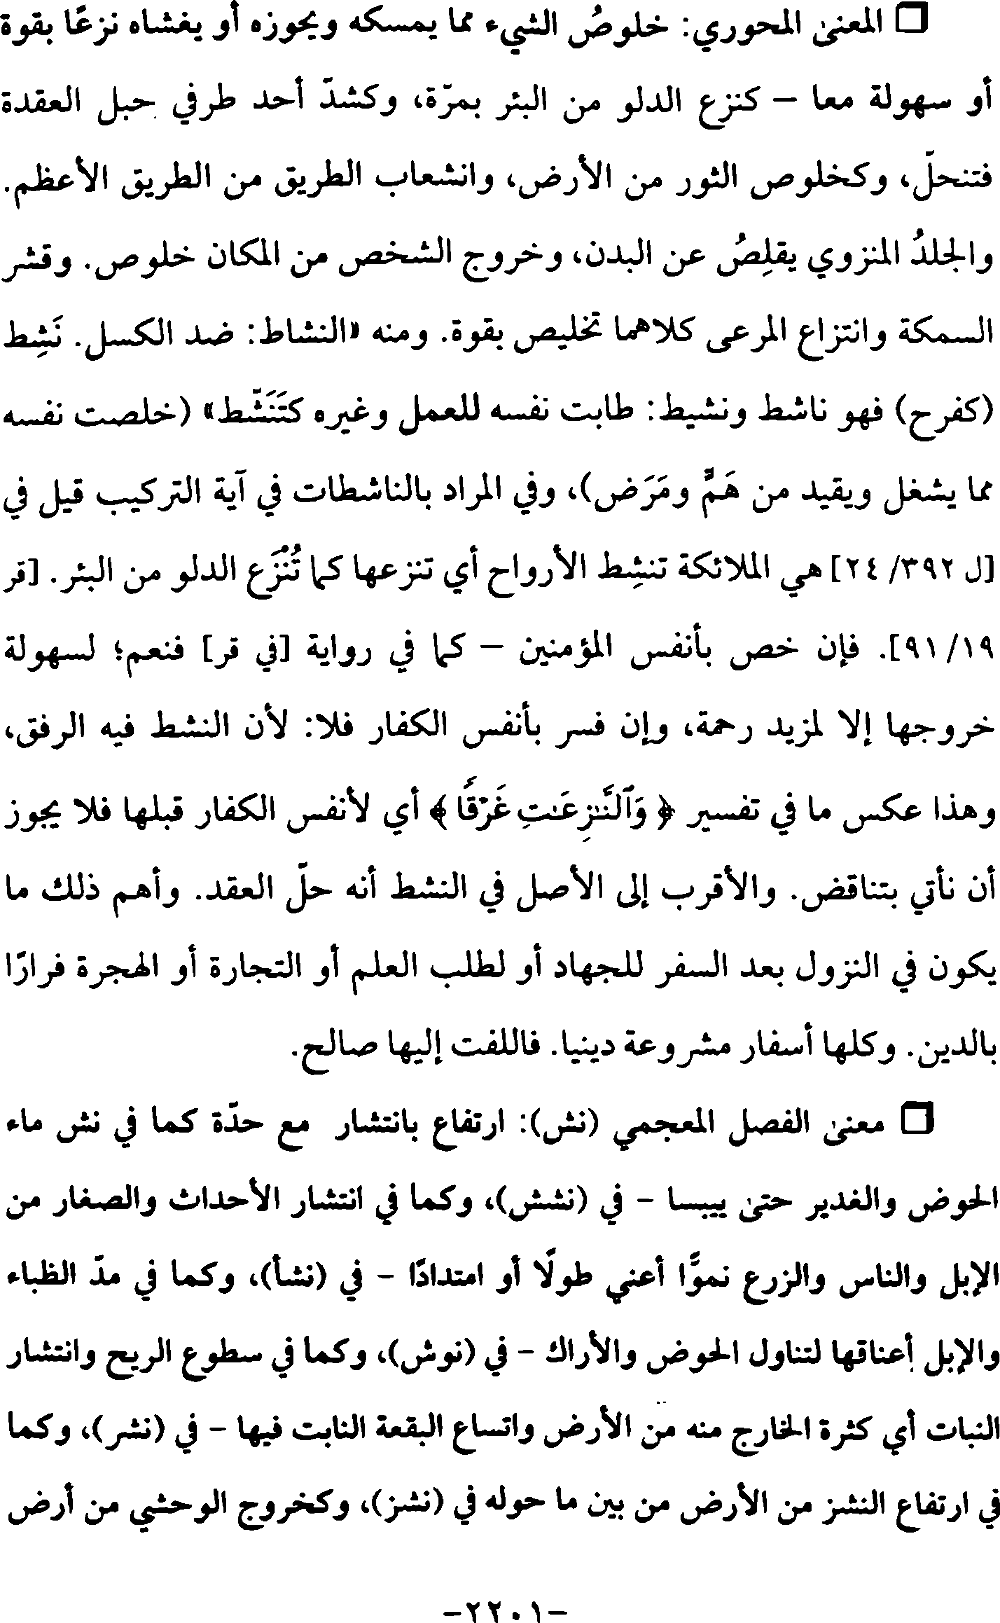 ❒ المعنىٰ المحوري: خلوصُ الشيء مما يمسكه ويحوزه أو يغشاه نزعًا بقوة
أو سهولة معا – كنزع الدلو من البئر بمرّة، وكشدّ أحد طرفي حبل العقدة
فتنحلّ، وكخلوص الثور من الأرض، وانشعاب الطريق من الطريق الأعظم.
والجلدُ المنزوي يقلِصُ عن البدن، وخروج الشخص من المكان خلوص. وقشر
السمكة وانتزاع المرعى كلاهما تخليص بقوة. ومنه «النشاط: ضد الكسل. نَشِط
(كفرح) فهو ناشط ونشيط: طابت نفسه للعمل وغيره كتَنَشّط» (خلصت نفسه
مما يشغل ويقيد من هَمٍّ ومَرَض)، وفي المراد بالناشطات في آية التركيب قيل في
[ل ٣٩٢/ ٢٤] هي الملائكة تنشِط الأرواح أي تنزعها كما تُنْزَع الدلو من البئر. [قر
١٩/ ٩١]. فإن خص بأنفس المؤمنين – كما في رواية [في قر] فنعم؛ لسهولة
خروجها إلا لمزيد رحمة، وإن فسر بأنفس الكفار فلا: لأن النشط فيه الرفق،
وهذا عكس ما في تفسير ﴿ وَٱلنَّـٰزِعَـٰتِ غَرۡقٗا ﴾ أي لأنفس الكفار قبلها فلا يجوز
أن نأتي بتناقض. والأقرب إلى الأصل في النشط أنه حلّ العقد. وأهم ذلك ما
يكون في النزول بعد السفر للجهاد أو لطلب العلم أو التجارة أو الهجرة فرارًا
بالدين. وكلها أسفار مشروعة دينيا. فاللفت إليها صالح.
❒ معنىٰ الفصل المعجمي (نش): ارتفاع بانتشار مع حدّة كما في نش ماء
الحوض والغدير حتىٰ ييبسا - في (نشش)، وكما في انتشار الأحداث والصغار من
الإبل والناس والزرع نموًّا أعني طولًا أو امتدادًا - في (نشأ)، وكما في مدّ الظباء
والإبل أعناقها لتناول الحوض والأراك - في (نوش)، وكما في سطوع الريح وانتشار
النبات أي كثرة الخارج منه من الأرض واتساع البقعة النابت فيها - في (نشر)، وكما
في ارتفاع النشز من الأرض من بين ما حوله في (نشز)، وكخروج الوحشي من أرض
-٢٢٠١-